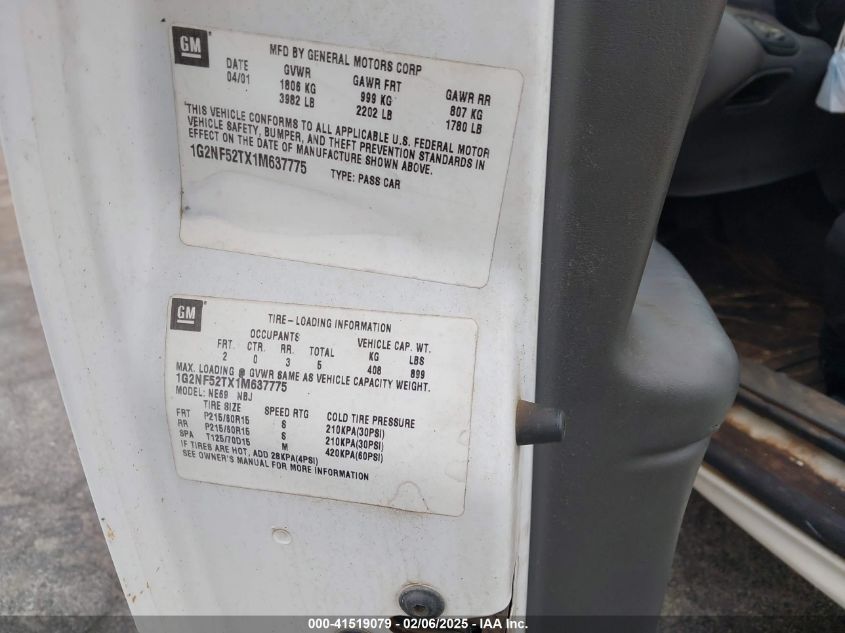 GM
MFD BY GENERAL MOTORS CORP
DATE GVWR GAWR FRT GAWR RR
04/01 1806 KG 999 KG 807 KG
3982 LB 2202 LB 1780 LB
THIS VEHICLE CONFORMS TO ALL APPLICABLE U.S. FEDERAL MOTOR
VEHICLE SAFETY, BUMPER, AND THEFT PREVENTION STANDARDS IN
EFFECT ON THE DATE OF MANUFACTURE SHOWN ABOVE.
1G2NF52TX1M637775
TYPE: PASS CAR
GM
TIRE-LOADING INFORMATION
OCCUPANTS VEHICLE CAP. WT.
FRT. CTR. RR. TOTAL KG LBS
2 0 3 5 408 899
MAX. LOADING @ GVWR SAME AS VEHICLE CAPACITY WEIGHT.
1G2NF52TX1M637775
MODEL: NE69 NBJ
TIRE SIZE SPEED RTG COLD TIRE PRESSURE
FRT P215/60R15 S 210KPA(30PSI)
RR P215/60R15 S 210KPA(30PSI)
SPA T125/70D15 M 420KPA(60PSI)
IF TIRES ARE HOT, ADD 28KPA(4PSI)
SEE OWNER'S MANUAL FOR MORE INFORMATION
000-41519079 - 02/06/2025 - IAA Inc.